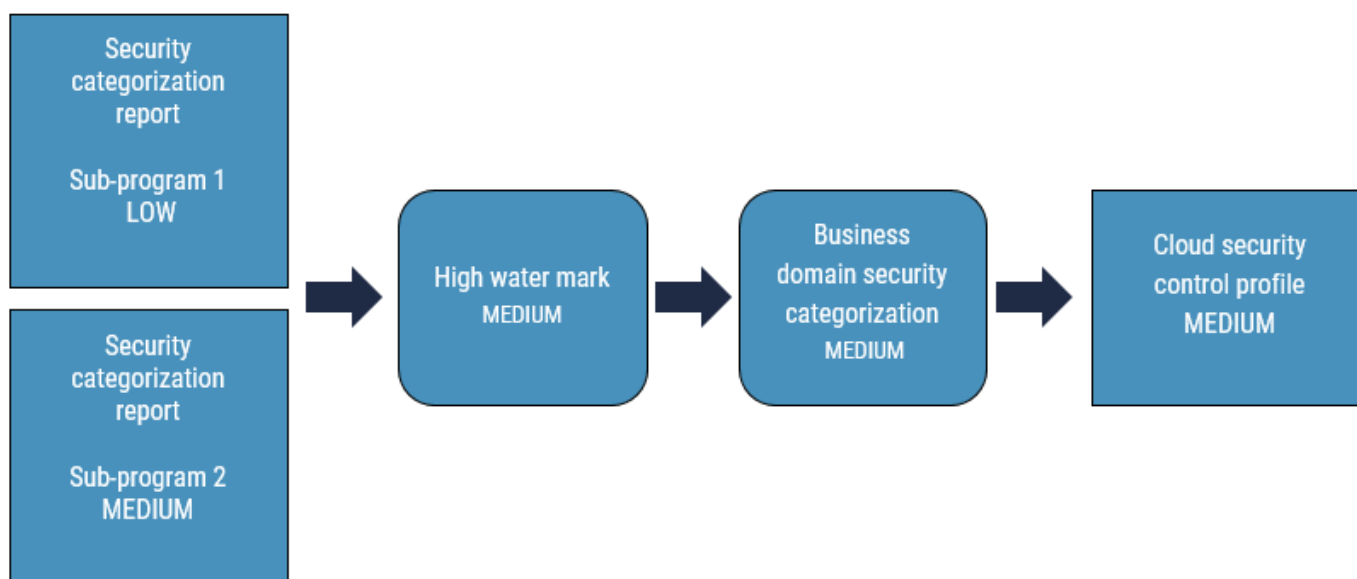 Security
categorization
report
Sub-program 1
LOW
Security
categorization
report
Sub-program 2
MEDIUM
High water mark
MEDIUM
Business
domain security
categorization
MEDIUM
Cloud security
control profile
MEDIUM